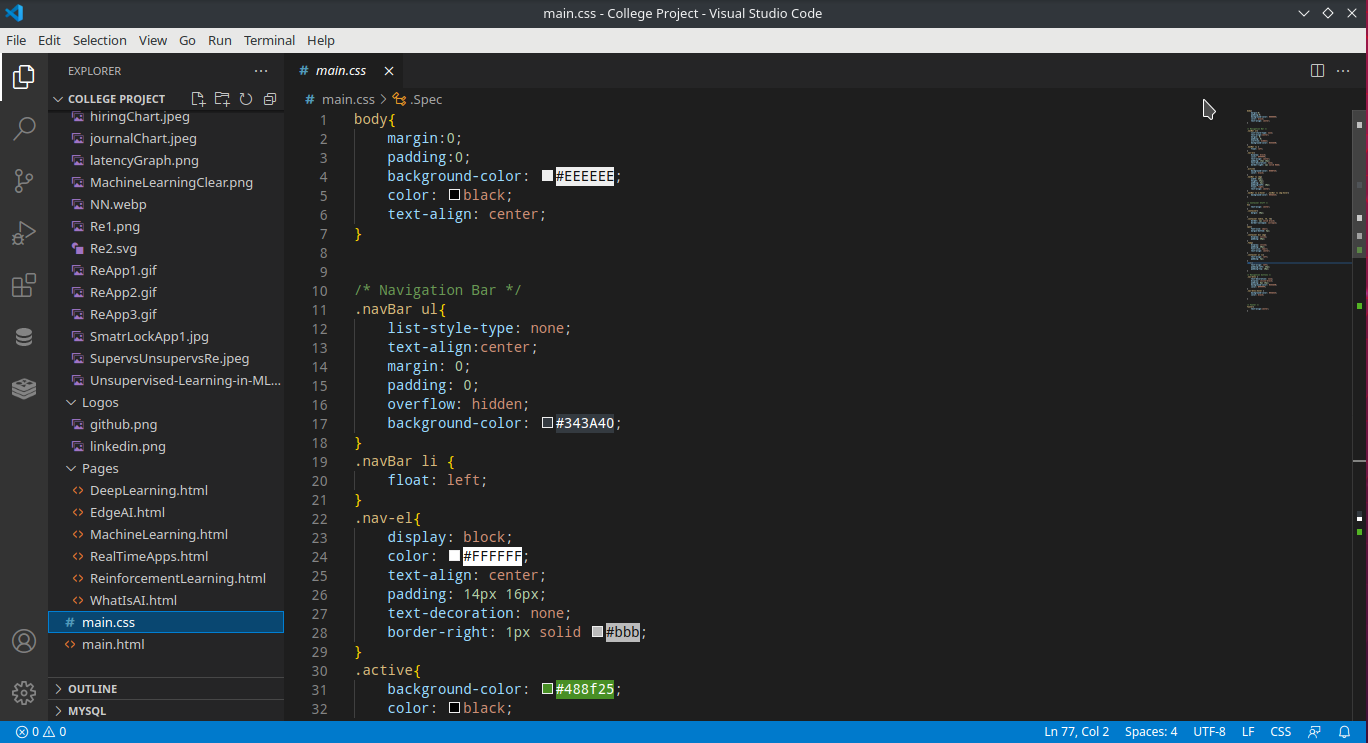 main.css - College Project - Visual Studio Code
File Edit Selection View Go Run Terminal Help
EXPLORER
COLLEGE PROJECT
hiringChart.jpeg
journalChart.jpeg
latencyGraph.png
MachineLearningClear.png
NN.webp
Re1.png
Re2.svg
ReApp1.gif
ReApp2.gif
ReApp3.gif
SmatrLockApp1.jpg
SupervsUnsupervsRe.jpeg
Unsupervised-Learning-in-ML...
Logos
github.png
linkedin.png
Pages
DeepLearning.html
EdgeAI.html
MachineLearning.html
RealTimeApps.html
ReinforcementLearning.html
WhatIsAI.html
# main.css
main.html
OUTLINE
MYSQL
# main.css
# main.css > .Spec
1 body{
2 margin:0;
3 padding:0;
4 background-color: #EEEEEE;
5 color: black;
6 text-align: center;
7 }
8
9
10 /* Navigation Bar */
11 .navBar ul{
12 list-style-type: none;
13 text-align:center;
14 margin: 0;
15 padding: 0;
16 overflow: hidden;
17 background-color: #343A40;
18 }
19 .navBar li {
20 float: left;
21 }
22 .nav-el{
23 display: block;
24 color: #FFFFFF;
25 text-align: center;
26 padding: 14px 16px;
27 text-decoration: none;
28 border-right: 1px solid #bbb;
29 }
30 .active{
31 background-color: #488f25;
32 color: black;
0 0 Ln 77, Col 2 Spaces: 4 UTF-8 LF CSS